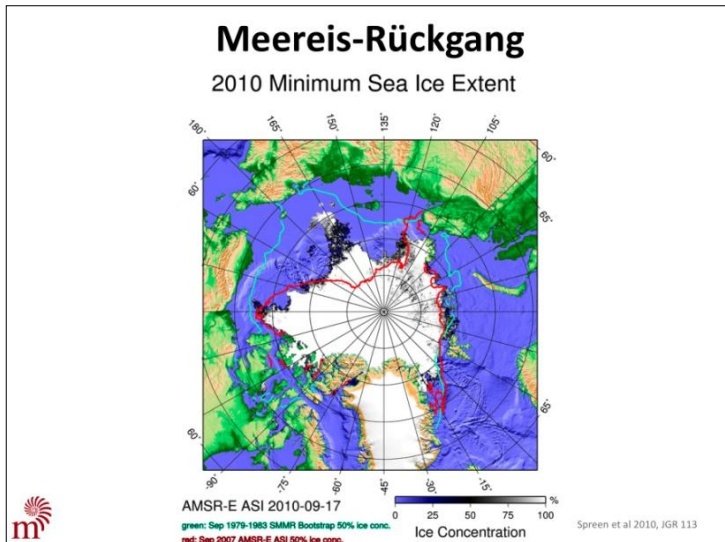 Meereis-Rückgang
2010 Minimum Sea Ice Extent
180° 165° 150° 135° 120° 105°
60° 60°
65°
65°
60°
-90° -75° -60° -45° -30° -15°
AMSR-E ASI 2010-09-17
green: Sep 1979-1983 SMMR Bootstrap 50% ice conc.
red: Sep 2007 AMSR-E ASI 50% ice conc.
%
0 25 50 75 100
Ice Concentration
Spreen et al 2010, JGR 113
m